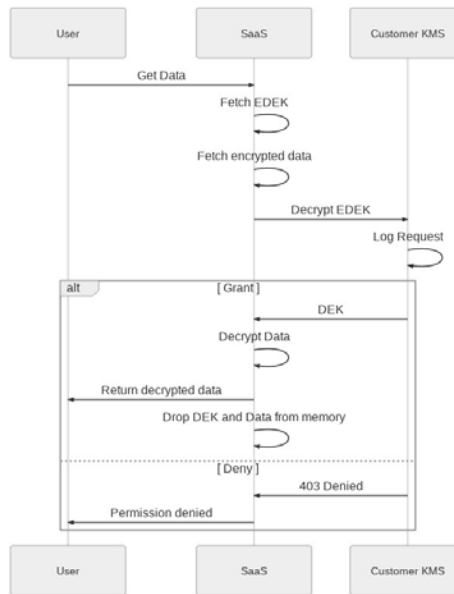 User SaaS Customer KMS
Get Data
Fetch EDEK
Fetch encrypted data
Decrypt EDEK
Log Request
alt [ Grant ]
DEK
Decrypt Data
Return decrypted data
Drop DEK and Data from memory
[ Deny ]
403 Denied
Permission denied
User SaaS Customer KMS